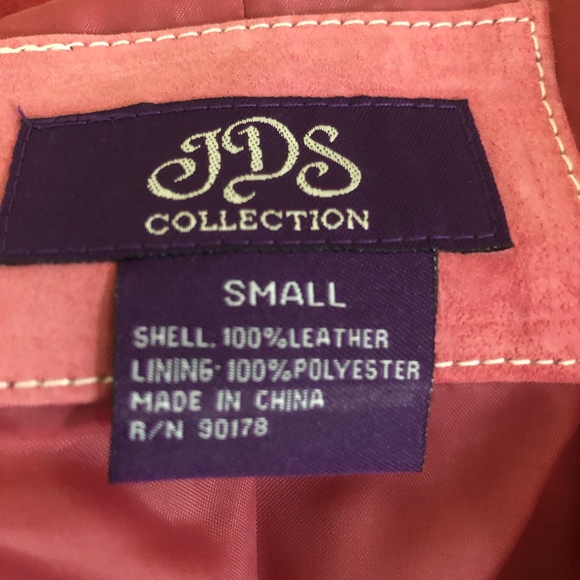 JDS
COLLECTION
SMALL
SHELL. 100%LEATHER
LINING· 100%POLYESTER
MADE IN CHINA
R/N 90178